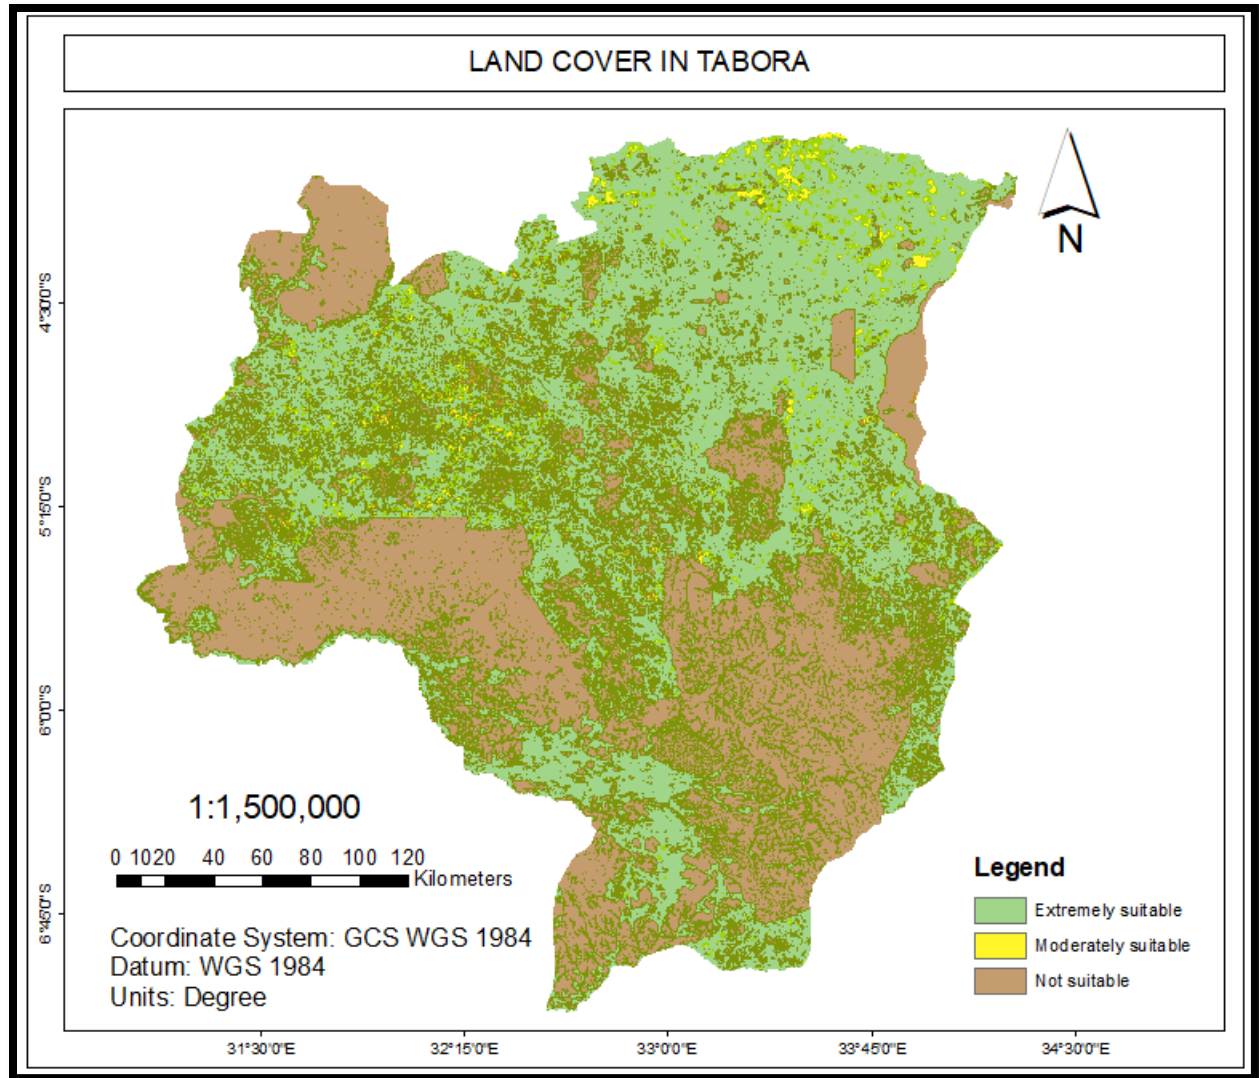 LAND COVER IN TABORA
N
4°30'0"S
5°15'0"S
6°0'0"S
6°45'0"S
1:1,500,000
0 10 20 40 60 80 100 120
Kilometers
Coordinate System: GCS WGS 1984
Datum: WGS 1984
Units: Degree
Legend
Extremely suitable
Moderately suitable
Not suitable
31°30'0"E 32°15'0"E 33°0'0"E 33°45'0"E 34°30'0"E